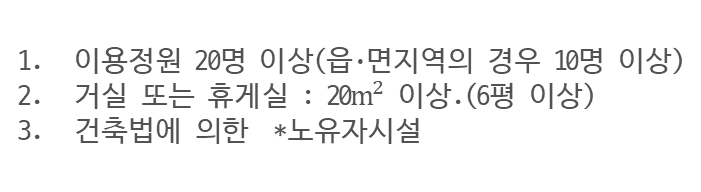 1. 이용정원 20명 이상(읍·면지역의 경우 10명 이상)
2. 거실 또는 휴게실 : 20m² 이상.(6평 이상)
3. 건축법에 의한 *노유자시설